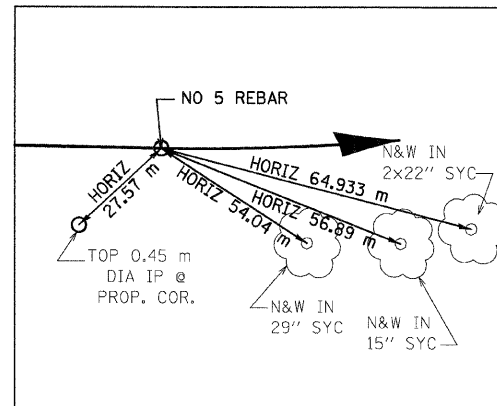 NO 5 REBAR
N&W IN
2x22" SYC
HORIZ 64.933 m
HORIZ 56.89 m
HORIZ 54.04 m
HORIZ
27.57 m
TOP 0.45 m
DIA IP @
PROP. COR.
N&W IN
29" SYC
N&W IN
15" SYC